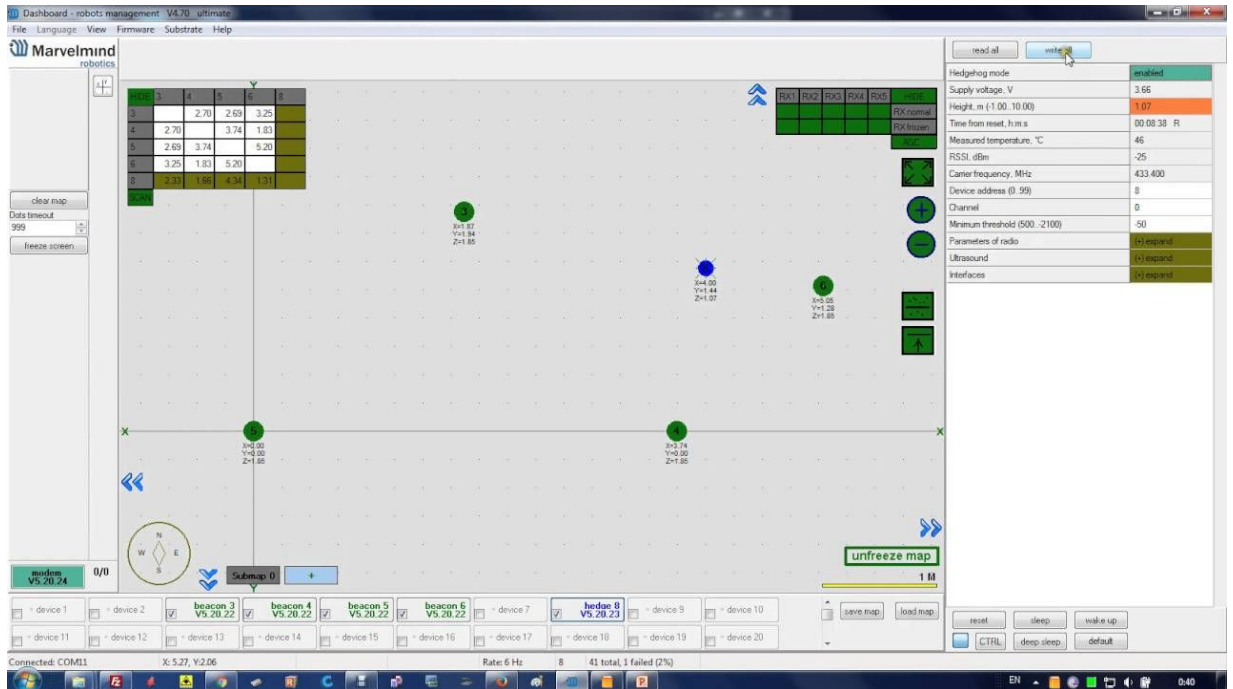 Dashboard - robots management V4.70 ultimate
File Language View Firmware Substrate Help
Marvelmind
robotics
read all
write all
Hedgehog mode enabled
Supply voltage, V 3.66
Height, m (-1.00..10.00) 1.07
Time from reset, h:m:s 00:08:38 R
Measured temperature, °C 46
RSSI, dBm -25
Carrier frequency, MHz 433.400
Device address (0..99) 8
Channel 0
Minimum threshold (500..-2100) -50
Parameters of radio (+) expand
Ultrasound (+) expand
Interfaces (+) expand
HIDE 3 4 5 6 8
3 2.70 2.69 3.25
4 2.70 3.74 1.83
5 2.69 3.74 5.20
6 3.25 1.83 5.20
8 2.33 1.66 4.34 1.31
SCAN
Y
RX1 RX2 RX3 RX4 RX5 HIDE
RX normal
RX frozen
AGC
clear map
Dots timeout
999
freeze screen
3
X=1.87
Y=1.94
Z=1.85
X=4.00
Y=1.44
Z=1.07
6
X=5.05
Y=1.28
Z=1.85
X
5
X=0.00
Y=0.00
Z=1.85
4
X=3.74
Y=0.00
Z=1.85
X
N
W E
S
modem
V5.20.24
0/0
Submap 0
+
Y
unfreeze map
1 M
device 1
device 2
beacon 3
V5.20.22
beacon 4
V5.20.22
beacon 5
V5.20.22
beacon 6
V5.20.22
device 7
hedge 8
V5.20.23
device 9
device 10
save map
load map
device 11
device 12
device 13
device 14
device 15
device 16
device 17
device 18
device 19
device 20
reset
sleep
wake up
CTRL
deep sleep
default
Connected: COM11 X: 5.27, Y:2.06 Rate: 6 Hz 8 41 total, 1 failed (2%)
EN 0:40